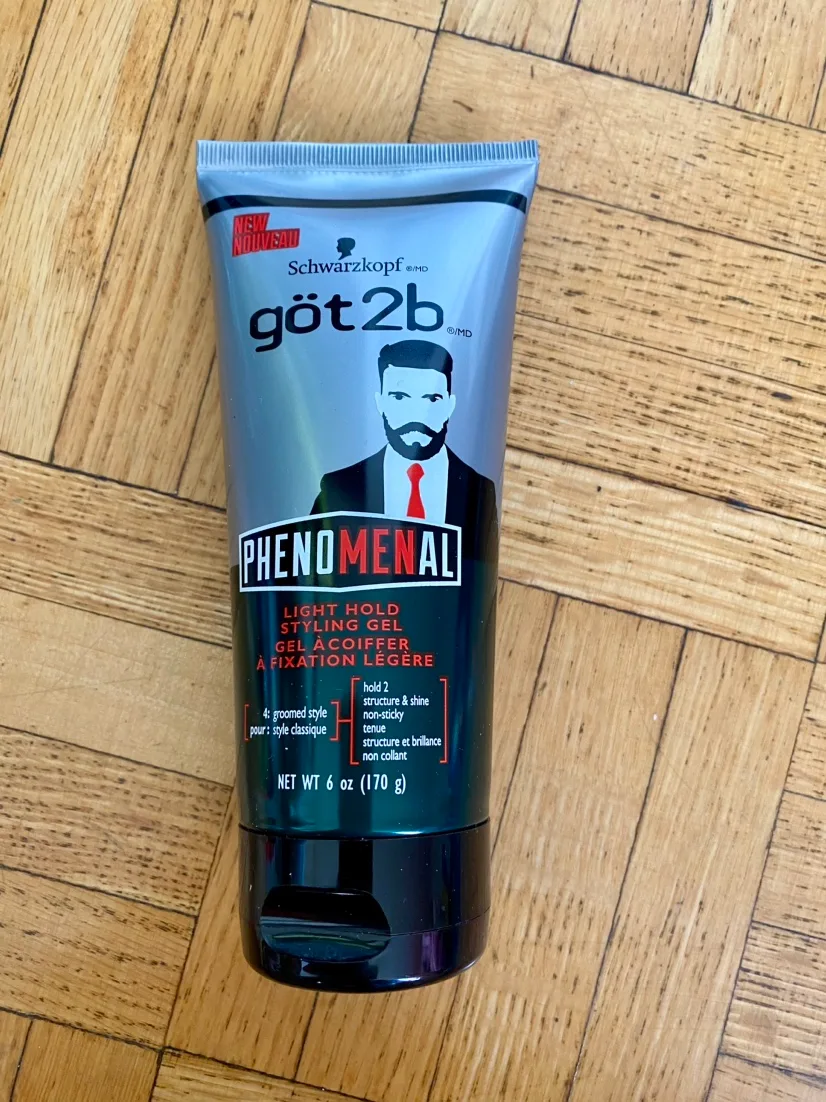 NEW
NOUVEAU
Schwarzkopf ®/MD
göt2b ®/MD
PHENOMENAL
LIGHT HOLD
STYLING GEL
GEL À COIFFER
À FIXATION LÉGÈRE
4: groomed style
pour : style classique
hold 2
structure & shine
non-sticky
tenue
structure et brillance
non collant
NET WT 6 oz (170 g)